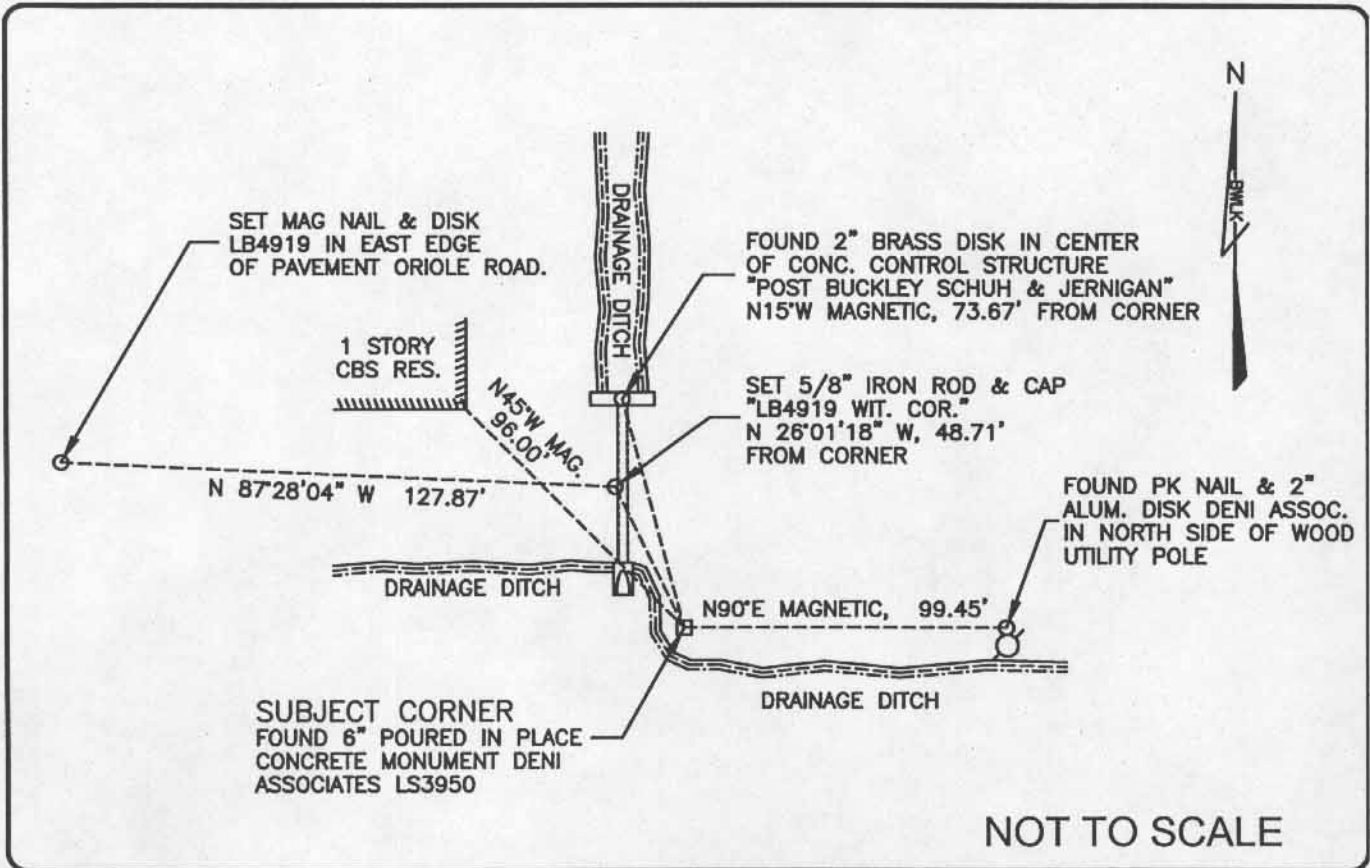 N
BWLK
SET MAG NAIL & DISK
LB4919 IN EAST EDGE
OF PAVEMENT ORIOLE ROAD.
DRAINAGE DITCH
FOUND 2" BRASS DISK IN CENTER
OF CONC. CONTROL STRUCTURE
"POST BUCKLEY SCHUH & JERNIGAN"
N15°W MAGNETIC, 73.67' FROM CORNER
1 STORY
CBS RES.
N45°W MAG.
96.00'
SET 5/8" IRON ROD & CAP
"LB4919 WIT. COR."
N 26°01'18" W, 48.71'
FROM CORNER
N 87°28'04" W 127.87'
FOUND PK NAIL & 2"
ALUM. DISK DENI ASSOC.
IN NORTH SIDE OF WOOD
UTILITY POLE
DRAINAGE DITCH
N90°E MAGNETIC, 99.45'
DRAINAGE DITCH
SUBJECT CORNER
FOUND 6" POURED IN PLACE
CONCRETE MONUMENT DENI
ASSOCIATES LS3950
NOT TO SCALE